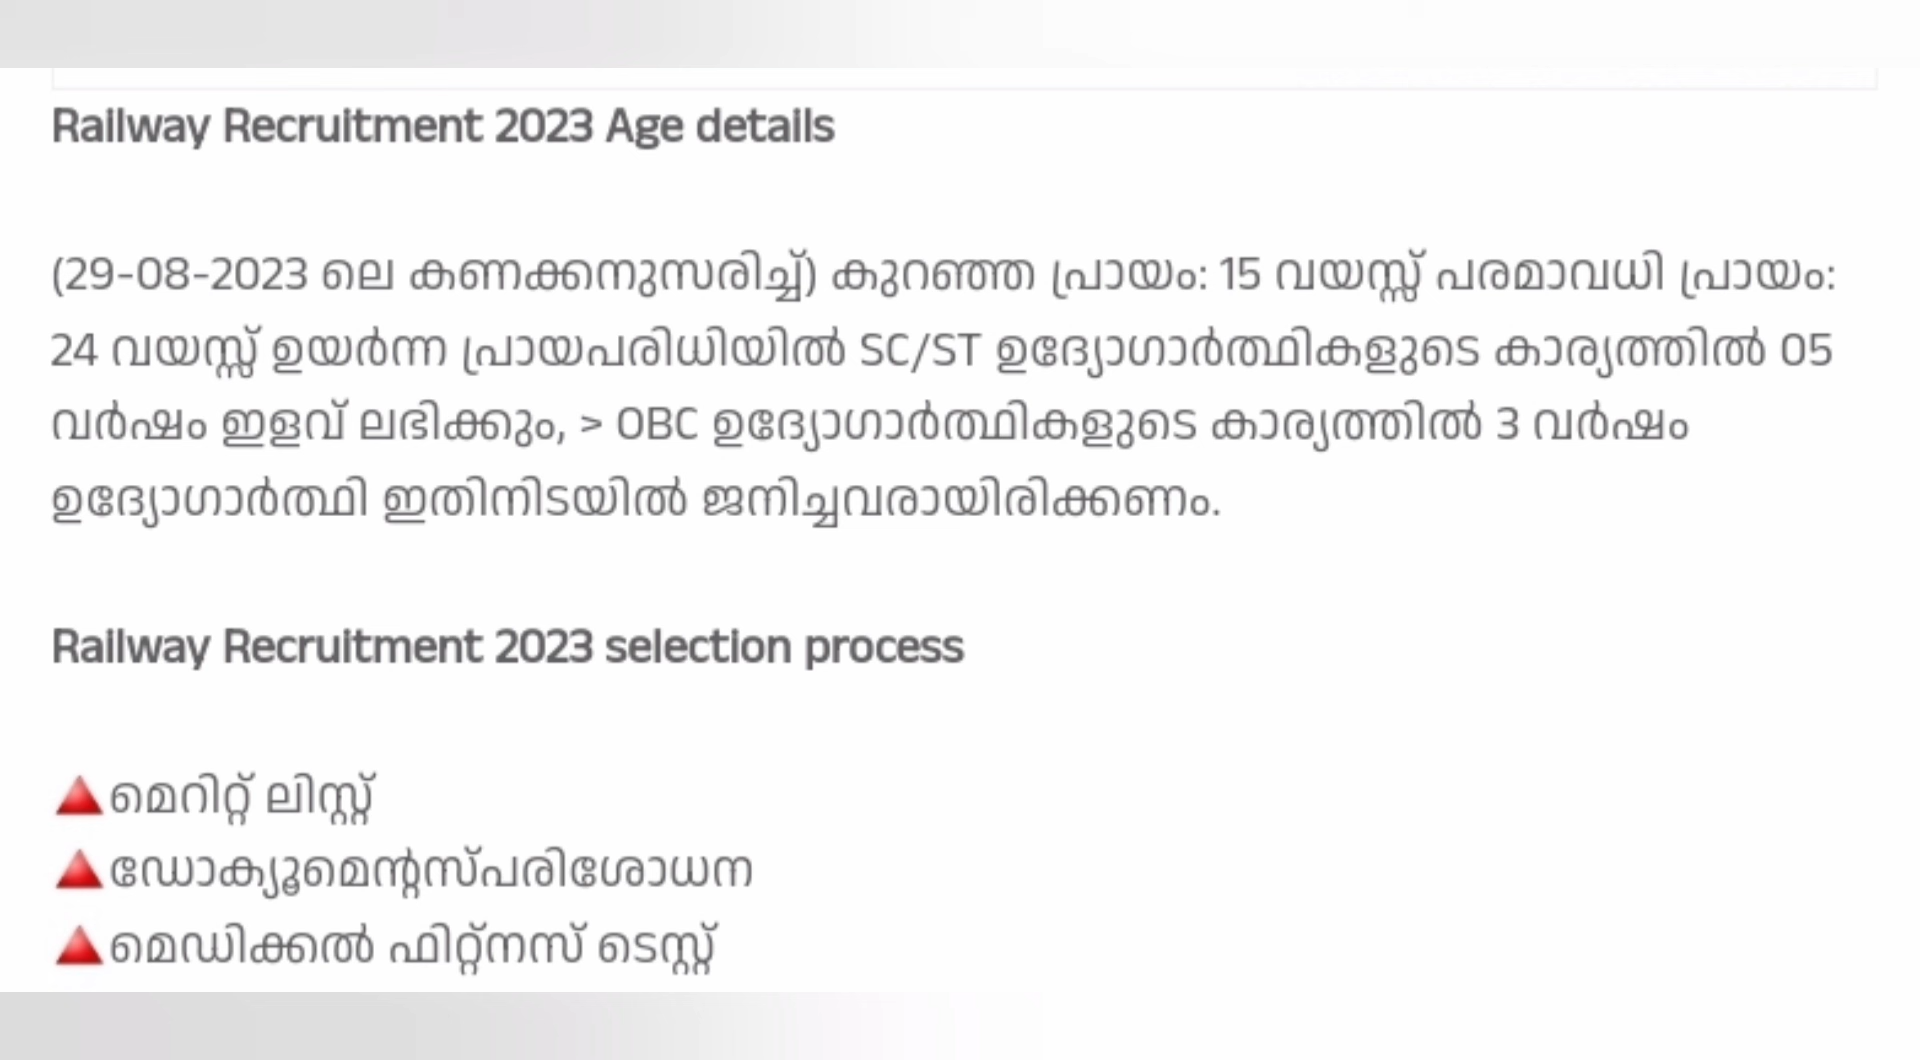 Railway Recruitment 2023 Age details
(29-08-2023 ലെ കണക്കനുസരിച്ച്) കുറഞ്ഞ പ്രായം: 15 വയസ്സ് പരമാവധി പ്രായം:
24 വയസ്സ് ഉയർന്ന പ്രായപരിധിയിൽ SC/ST ഉദ്യോഗാർത്ഥികളുടെ കാര്യത്തിൽ 05
വർഷം ഇളവ് ലഭിക്കും, > OBC ഉദ്യോഗാർത്ഥികളുടെ കാര്യത്തിൽ 3 വർഷം
ഉദ്യോഗാർത്ഥി ഇതിനിടയിൽ ജനിച്ചവരായിരിക്കണം.
Railway Recruitment 2023 selection process
🔺മെറിറ്റ് ലിസ്റ്റ്
🔺ഡോക്യൂമെന്റസ്പരിശോധന
🔺മെഡിക്കൽ ഫിറ്റ്നസ് ടെസ്റ്റ്